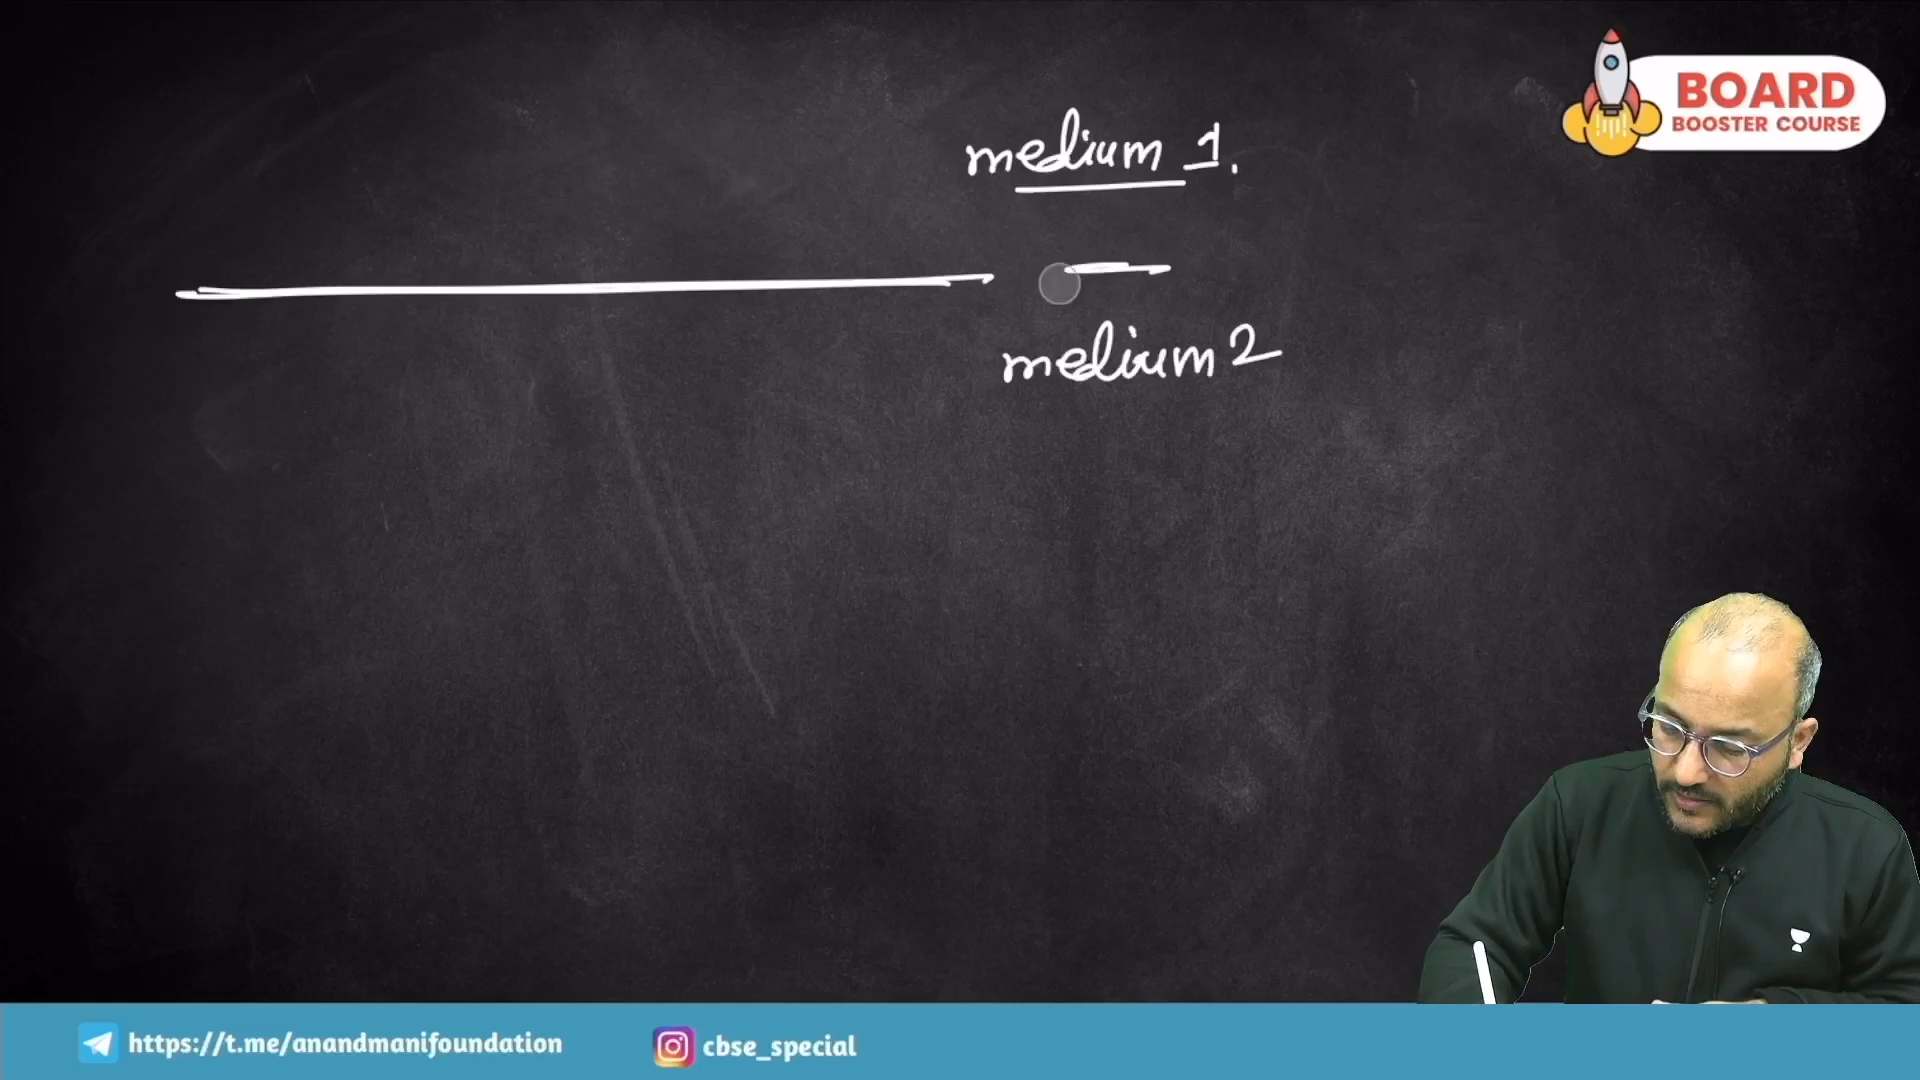 BOARD
BOOSTER COURSE
medium 1.
medium 2
https://t.me/anandmanifoundation
cbse_special